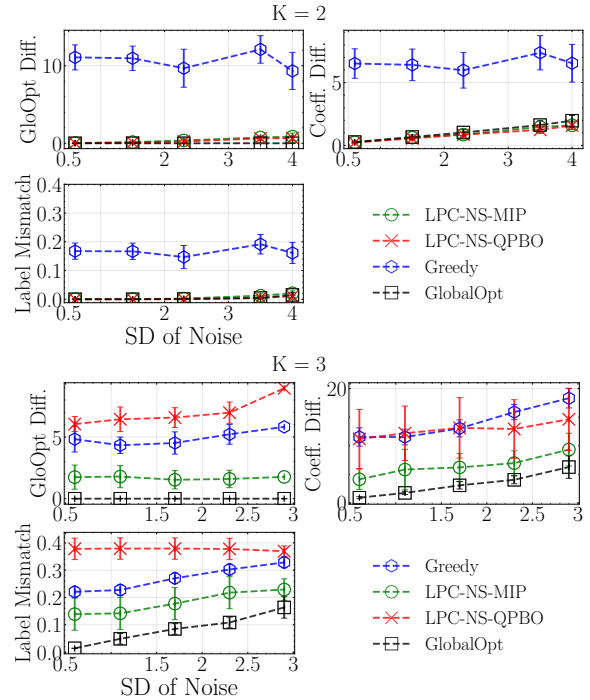 K = 2
GloOpt Diff.
10
5
0
0.5 2 3 4
Coeff. Diff.
5
0
0.5 2 3 4
Label Mismatch
0.4
0.3
0.2
0.1
0.0
0.5 2 3 4
SD of Noise
LPC-NS-MIP
LPC-NS-QPBO
Greedy
GlobalOpt
K = 3
GloOpt Diff.
5
0
0.5 1 1.5 2 2.5 3
Coeff. Diff.
20
10
0
0.5 1 1.5 2 2.5 3
Label Mismatch
0.4
0.3
0.2
0.1
0.0
0.5 1 1.5 2 2.5 3
SD of Noise
Greedy
LPC-NS-MIP
LPC-NS-QPBO
GlobalOpt